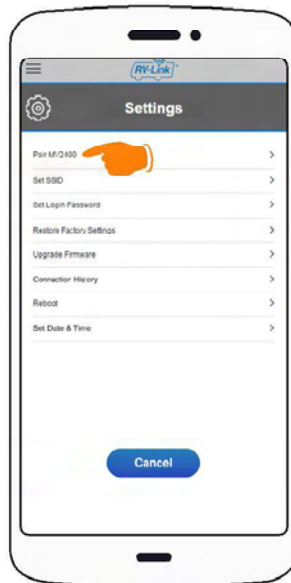 RV-Link
Settings
Pair MV2400
Set SSID
Set Login Password
Restore Factory Settings
Upgrade Firmware
Connection History
Reboot
Set Date & Time
Cancel